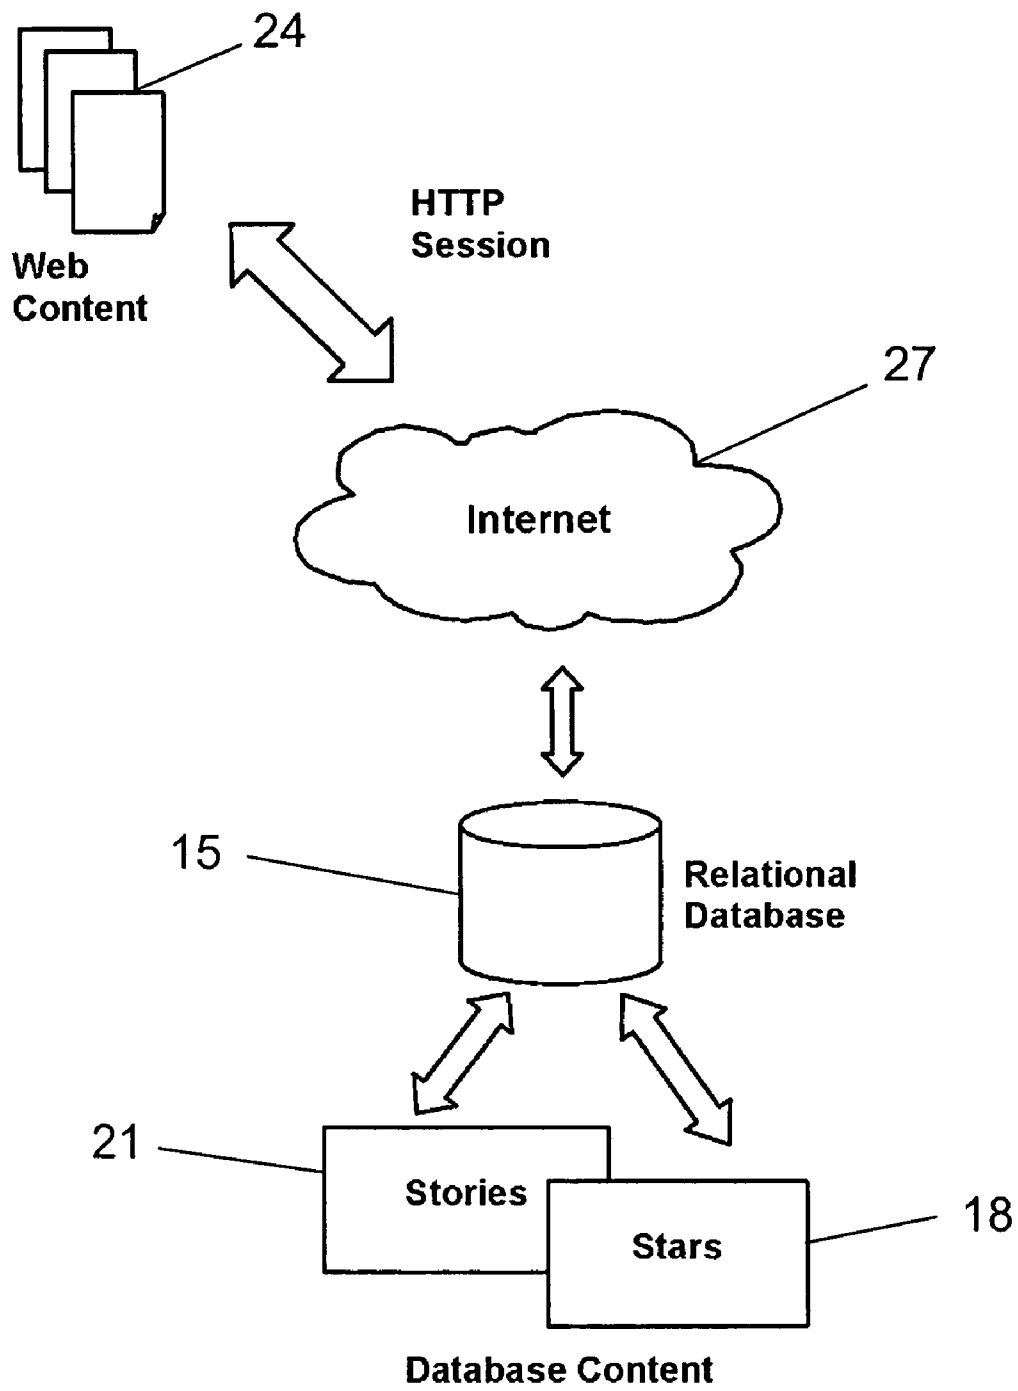 24
HTTP
Session
Web
Content
27
Internet
15
Relational
Database
21
Stories
18
Stars
Database Content